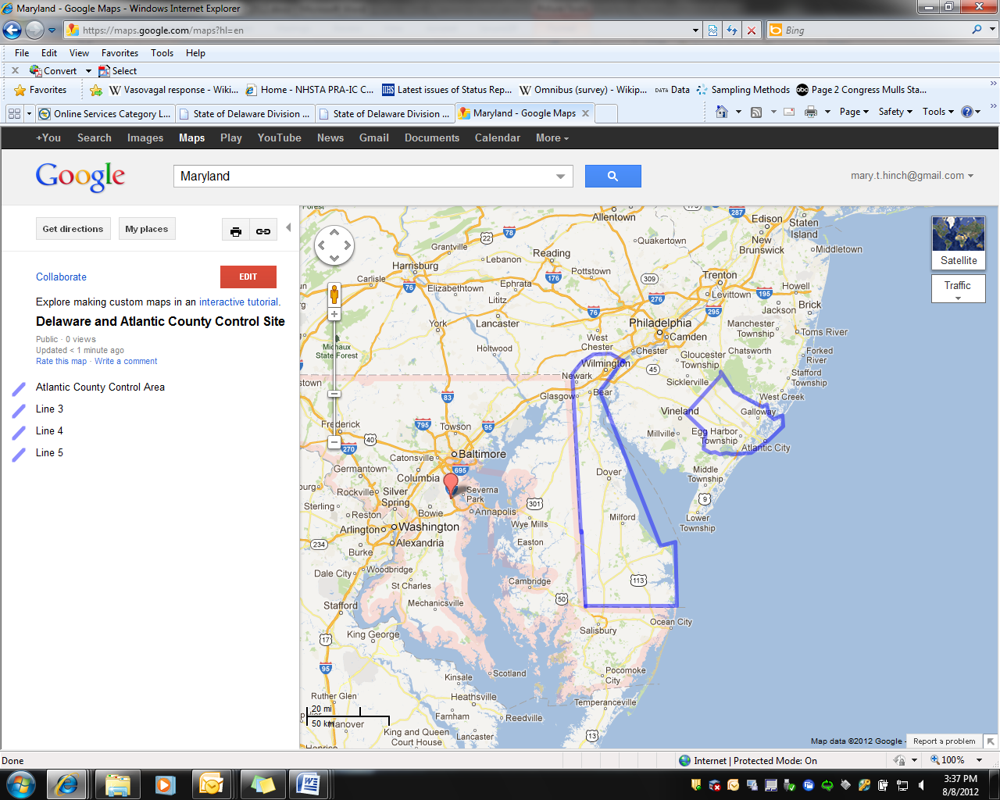 Maryland - Google Maps - Windows Internet Explorer
https://maps.google.com/maps?hl=en
Bing
File Edit View Favorites Tools Help
Convert Select
Favorites Vasovagal response - Wiki... Home - NHSTA PRA-IC C... Latest issues of Status Rep... Omnibus (survey) - Wikip... DATA Data Sampling Methods Page 2 Congress Mulls Sta...
Online Services Category L... State of Delaware Division ... State of Delaware Division ... Maryland - Google Maps Page Safety Tools
+You Search Images Maps Play YouTube News Gmail Documents Calendar More
Google
Maryland
mary.t.hinch@gmail.com
Get directions My places
Collaborate
EDIT
Explore making custom maps in an interactive tutorial.
Delaware and Atlantic County Control Site
Public · 0 views
Updated < 1 minute ago
Rate this map · Write a comment
Atlantic County Control Area
Line 3
Line 4
Line 5
Satellite
Traffic
Forest
Allentown
287
Edison
Staten
Island
New
Brunswick
Middletown
78
22
Quakertown
Grantville
Lebanon
Reading
Harrisburg
Carlisle
76
Elizabethtown
Ephrata
176
Pottstown
309
Trenton
Levittown
195
Howell
Lititz
276
295
Jackson
Brick
York
Lancaster
76
Philadelphia
Camden
Manchester
Township
Toms River
Michaux
State Forest
Holtwood
West
Chester
Chester
Gloucester
Township
Chatsworth
Forked
River
Wilmington
45
Stafford
Township
stown
Newark
Sicklerville
Glasgow
Bear
West Creek
83
Vineland
Galloway
Frederick
795
Towson
95
40
Millville
Egg Harbor
Township
Atlantic City
270
Baltimore
Catonsville
695
Germantown
Columbia
Dover
Middle
Township
Rockville
Silver
Spring
Severna
Park
9
Sterling
Bowie
Annapolis
301
Reston
Wye Mills
Milford
Lower
Township
Arlington
Washington
Alexandria
Easton
234
Burke
Dale City
Woodbridge
St Charles
Cambridge
113
Stafford
Mechanicsville
50
Ocean City
King George
Salisbury
17
95
Scotland
Pocomoke
City
Kinsale
Ruther Glen
Heathsville
Temperanceville
20 mi
50 km
Hanover
Farnham
Reedville
King and Queen
Court House
Lancaster
13
Map data ©2012 Google - Report a problem
Done
Internet | Protected Mode: On
100%
3:37 PM
8/8/2012